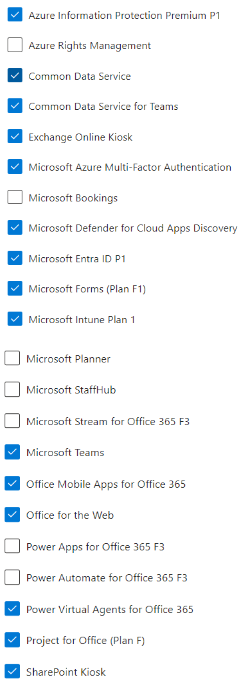 Azure Information Protection Premium P1
Azure Rights Management
Common Data Service
Common Data Service for Teams
Exchange Online Kiosk
Microsoft Azure Multi-Factor Authentication
Microsoft Bookings
Microsoft Defender for Cloud Apps Discovery
Microsoft Entra ID P1
Microsoft Forms (Plan F1)
Microsoft Intune Plan 1
Microsoft Planner
Microsoft StaffHub
Microsoft Stream for Office 365 F3
Microsoft Teams
Office Mobile Apps for Office 365
Office for the Web
Power Apps for Office 365 F3
Power Automate for Office 365 F3
Power Virtual Agents for Office 365
Project for Office (Plan F)
SharePoint Kiosk